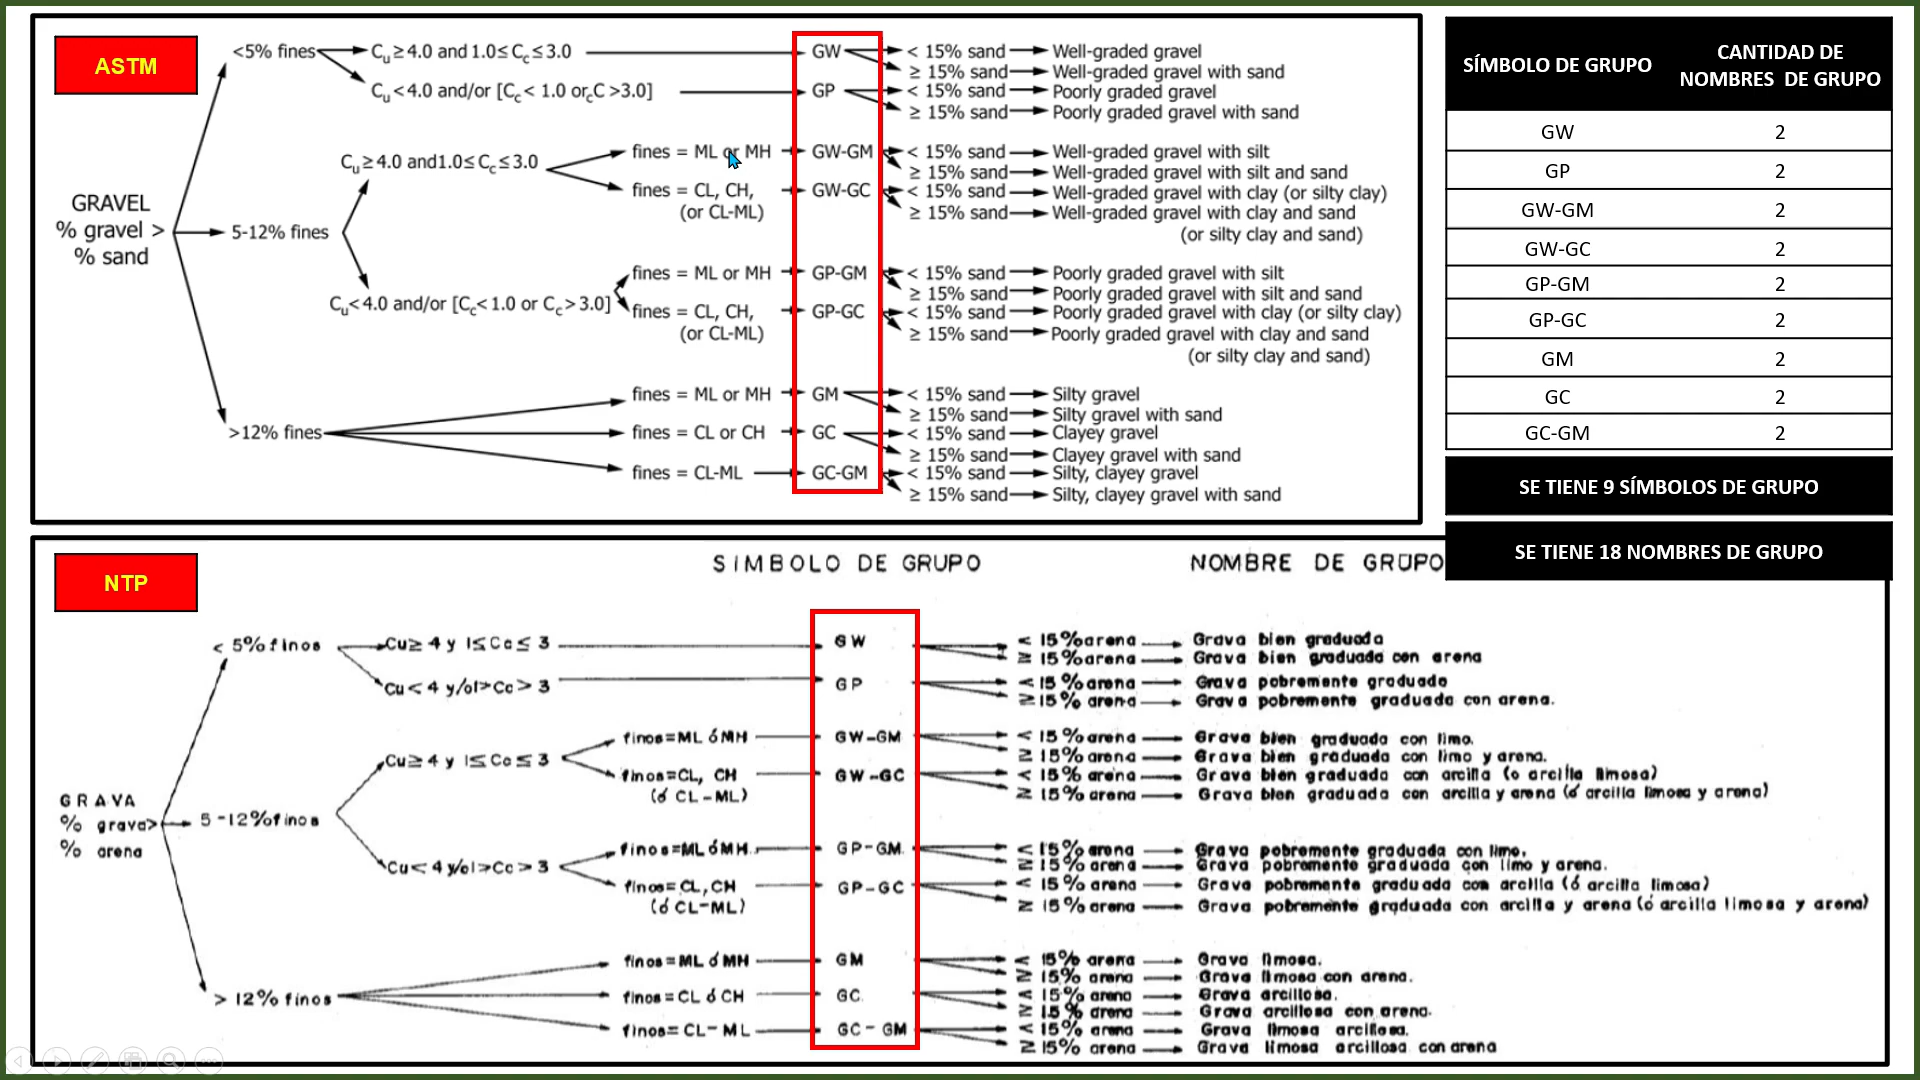 ASTM
<5% fines
Cu ≥ 4.0 and 1.0 ≤ Cc ≤ 3.0
GW
< 15% sand
Well-graded gravel
≥ 15% sand
Well-graded gravel with sand
Cu < 4.0 and/or [Cc < 1.0 or cC >3.0]
GP
< 15% sand
Poorly graded gravel
≥ 15% sand
Poorly graded gravel with sand
GRAVEL
% gravel >
% sand
5-12% fines
Cu ≥ 4.0 and1.0 ≤ Cc ≤ 3.0
fines = ML or MH
GW-GM
< 15% sand
Well-graded gravel with silt
≥ 15% sand
Well-graded gravel with silt and sand
fines = CL, CH,
(or CL-ML)
GW-GC
< 15% sand
Well-graded gravel with clay (or silty clay)
≥ 15% sand
Well-graded gravel with clay and sand
(or silty clay and sand)
Cu < 4.0 and/or [Cc < 1.0 or Cc > 3.0]
fines = ML or MH
GP-GM
< 15% sand
Poorly graded gravel with silt
≥ 15% sand
Poorly graded gravel with silt and sand
fines = CL, CH,
(or CL-ML)
GP-GC
< 15% sand
Poorly graded gravel with clay (or silty clay)
≥ 15% sand
Poorly graded gravel with clay and sand
(or silty clay and sand)
>12% fines
fines = ML or MH
GM
< 15% sand
Silty gravel
≥ 15% sand
Silty gravel with sand
fines = CL or CH
GC
< 15% sand
Clayey gravel
≥ 15% sand
Clayey gravel with sand
fines = CL-ML
GC-GM
< 15% sand
Silty, clayey gravel
≥ 15% sand
Silty, clayey gravel with sand
SÍMBOLO DE GRUPO
CANTIDAD DE
NOMBRES DE GRUPO
GW 2
GP 2
GW-GM 2
GW-GC 2
GP-GM 2
GP-GC 2
GM 2
GC 2
GC-GM 2
SE TIENE 9 SÍMBOLOS DE GRUPO
SE TIENE 18 NOMBRES DE GRUPO
NTP
SIMBOLO DE GRUPO
NOMBRE DE GRUPO
< 5% finos
Cu ≥ 4 y 1 ≤ Cc ≤ 3
GW
< 15% arena
Grava bien graduada
≥ 15% arena
Grava bien graduada con arena
Cu < 4 y/o 1 > Cc > 3
GP
< 15% arena
Grava pobremente graduada
≥ 15% arena
Grava pobremente graduada con arena.
GRAVA
% grava>
% arena
5-12% finos
Cu ≥ 4 y 1 ≤ Cc ≤ 3
finos=ML ó MH
GW-GM
< 15% arena
Grava bien graduada con limo.
≥ 15% arena
Grava bien graduada con limo y arena.
finos=CL, CH
(ó CL-ML)
GW-GC
< 15% arena
Grava bien graduada con arcilla (o arcilla limosa)
≥ 15% arena
Grava bien graduada con arcilla y arena (ó arcilla limosa y arena)
Cu < 4 y/o 1 > Cc > 3
finos=ML ó MH.
GP-GM.
< 15% arena
Grava pobremente graduada con limo.
≥ 15% arena
Grava pobremente graduada con limo y arena.
finos=CL, CH
(ó CL-ML)
GP-GC
< 15% arena
Grava pobremente graduada con arcilla (ó arcilla limosa)
≥ 15% arena
Grava pobremente graduada con arcilla y arena (ó arcilla limosa y arena)
> 12% finos
finos=ML ó MH
GM
< 15% arena
Grava limosa.
≥ 15% arena
Grava limosa con arena.
finos=CL ó CH
GC.
< 15% arena
Grava arcillosa.
≥ 15% arena
Grava arcillosa con arena.
finos= CL-ML
GC-GM
< 15% arena
Grava limosa arcillosa.
≥ 15% arena
Grava limosa arcillosa con arena